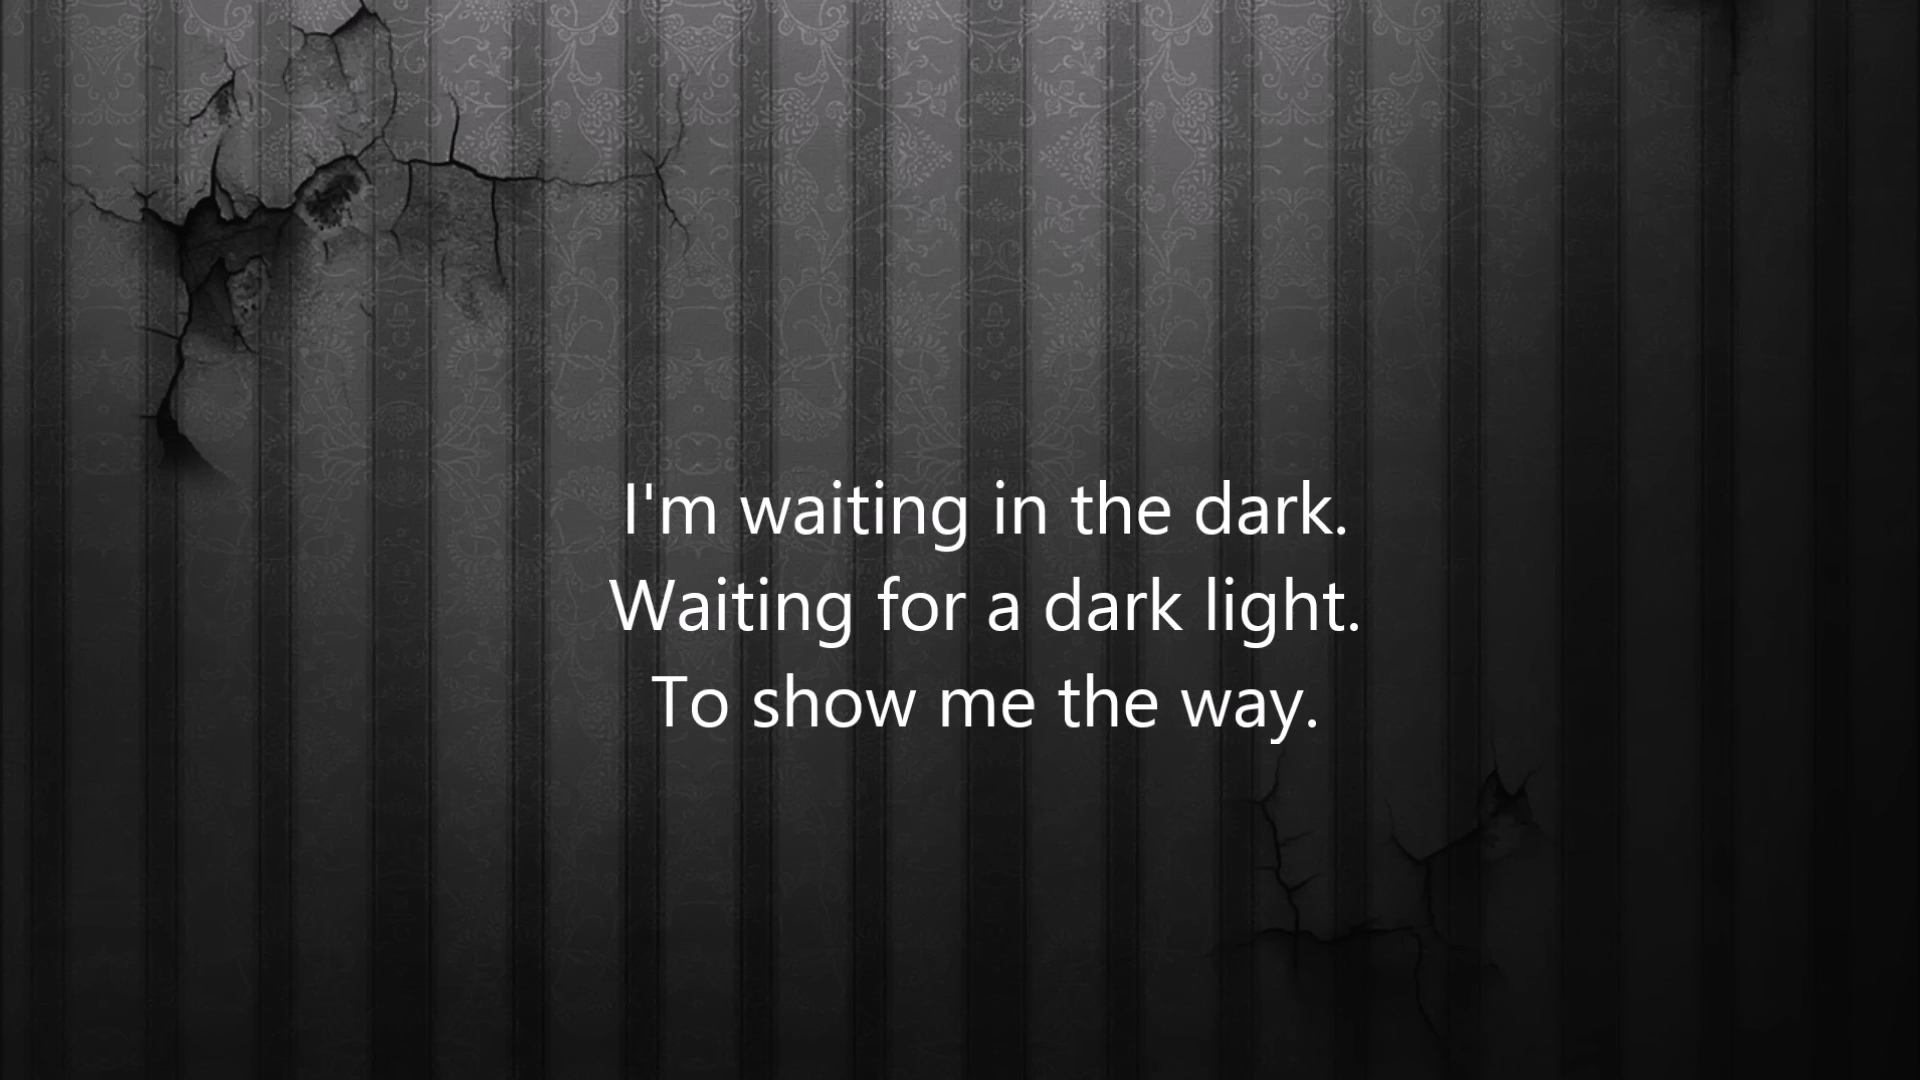 I'm waiting in the dark.
Waiting for a dark light.
To show me the way.